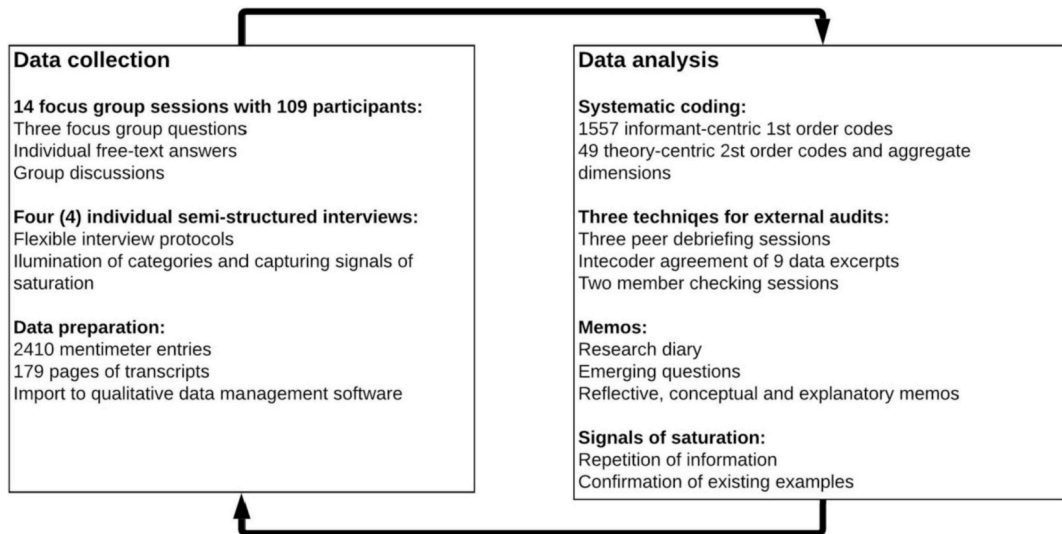 Data collection
14 focus group sessions with 109 participants:
Three focus group questions
Individual free-text answers
Group discussions
Four (4) individual semi-structured interviews:
Flexible interview protocols
Ilumination of categories and capturing signals of
saturation
Data preparation:
2410 mentimeter entries
179 pages of transcripts
Import to qualitative data management software
Data analysis
Systematic coding:
1557 informant-centric 1st order codes
49 theory-centric 2st order codes and aggregate
dimensions
Three techniqes for external audits:
Three peer debriefing sessions
Intecoder agreement of 9 data excerpts
Two member checking sessions
Memos:
Research diary
Emerging questions
Reflective, conceptual and explanatory memos
Signals of saturation:
Repetition of information
Confirmation of existing examples